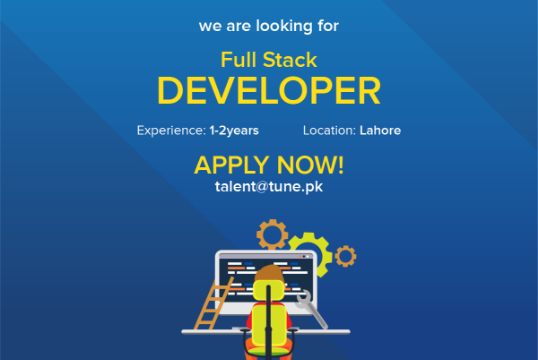 we are looking for
Full Stack
DEVELOPER
Experience: 1-2years Location: Lahore
APPLY NOW!
talent@tune.pk